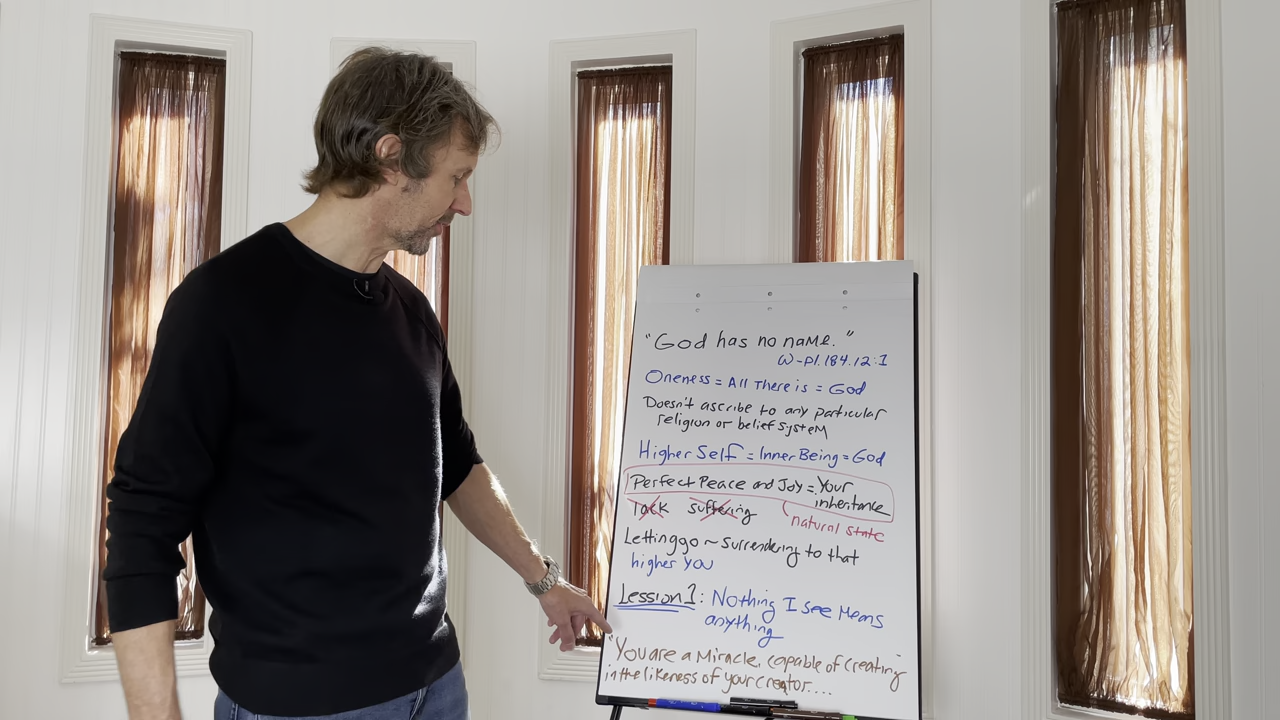 "God has no name."
W-pI.184.12:1
Oneness = All There is = God
Doesn't ascribe to any particular
religion or belief system
Higher Self = Inner Being = God
Perfect Peace and Joy = Your
inheritance
suffering
natural state
Letting go ~ surrendering to that
higher you
Lession 1: Nothing I see Means
anything
"You are a Miracle, capable of creating
in the likeness of your creator....